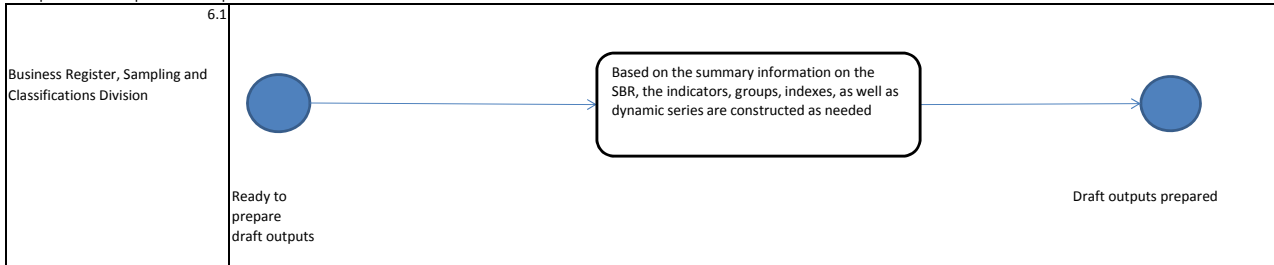 6.1
Business Register, Sampling and
Classifications Division
Based on the summary information on the
SBR, the indicators, groups, indexes, as well as
dynamic series are constructed as needed
Ready to
prepare
draft outputs
Draft outputs prepared